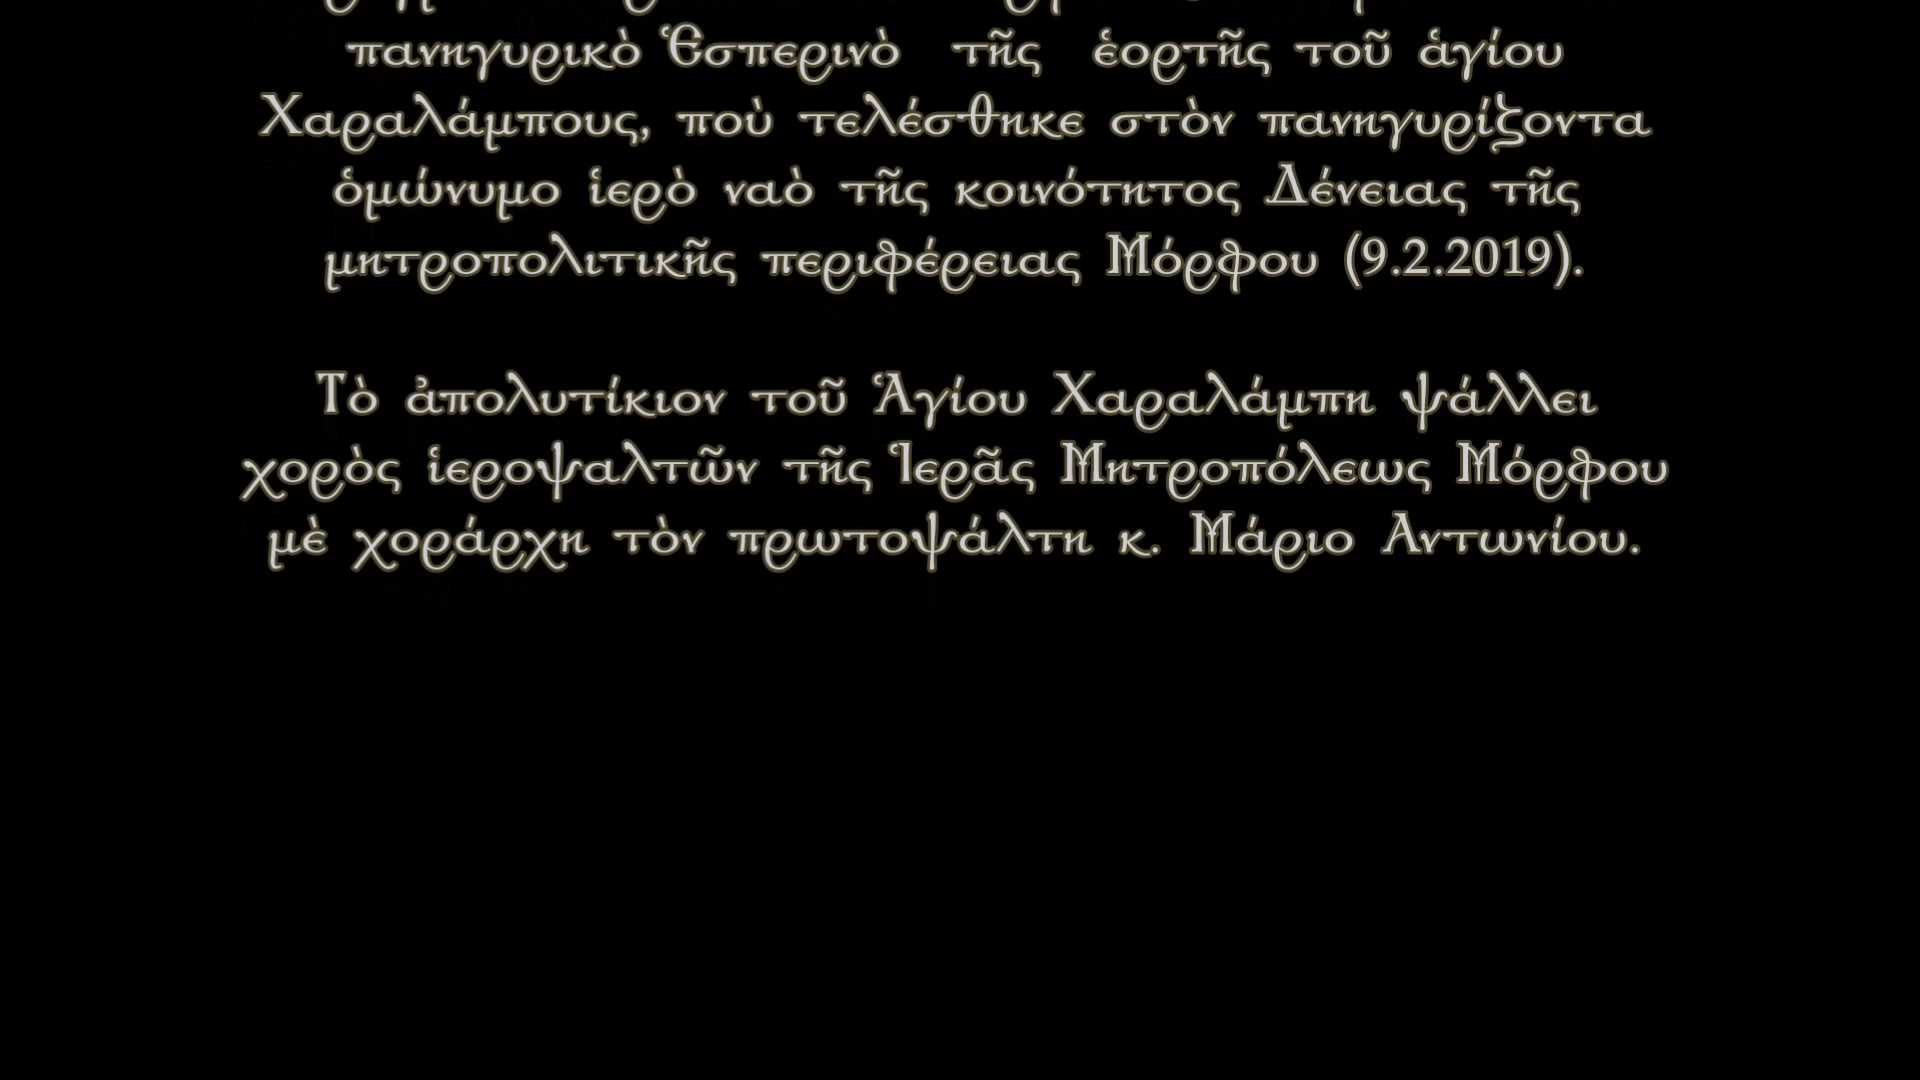 πανηγυρικὸ Ἑσπερινὸ τῆς ἑορτῆς τοῦ ἁγίου
Χαραλάμπους, ποὺ τελέσθηκε στὸν πανηγυρίζοντα
ὁμώνυμο ἱερὸ ναὸ τῆς κοινότητος Δένειας τῆς
μητροπολιτικῆς περιφέρειας Μόρφου (9.2.2019).
Τὸ ἀπολυτίκιον τοῦ Ἁγίου Χαραλάμπη ψάλλει
χορὸς ἱεροψαλτῶν τῆς Ἱερᾶς Μητροπόλεως Μόρφου
μὲ χοράρχη τὸν πρωτοψάλτη κ. Μάριο Αντωνίου.